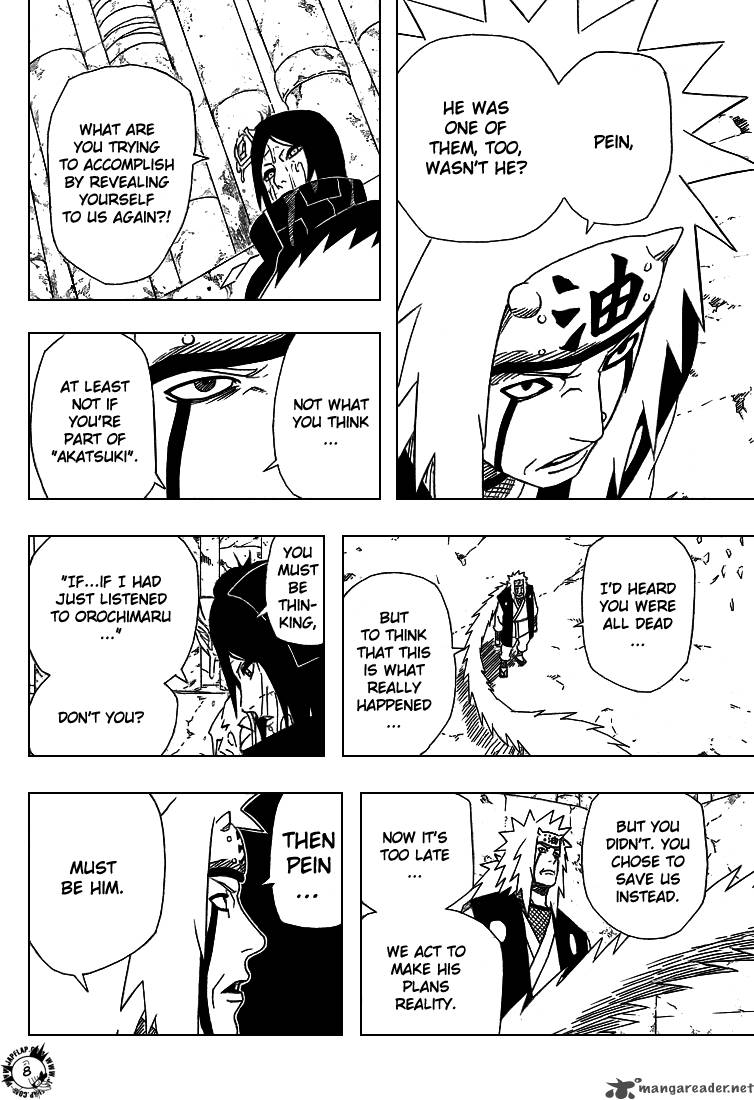 PEIN,
HE WAS
ONE OF
THEM, TOO,
WASN'T HE?
油
WHAT ARE
YOU TRYING
TO ACCOMPLISH
BY REVEALING
YOURSELF
TO US AGAIN?!
NOT WHAT
YOU THINK
...
AT LEAST
NOT IF
YOU'RE
PART OF
"AKATSUKI".
I'D HEARD
YOU WERE
ALL DEAD
...
BUT
TO THINK
THAT THIS
IS WHAT
REALLY
HAPPENED
...
YOU
MUST
BE
THIN-
KING,
"IF...IF I HAD
JUST LISTENED
TO OROCHIMARU
..."
DON'T YOU?
BUT YOU
DIDN'T. YOU
CHOSE TO
SAVE US
INSTEAD.
NOW IT'S
TOO LATE
...
WE ACT TO
MAKE HIS
PLANS
REALITY.
THEN
PEIN
...
MUST
BE HIM.
8
WWW.JAPFLAP.COM
mangareader.net